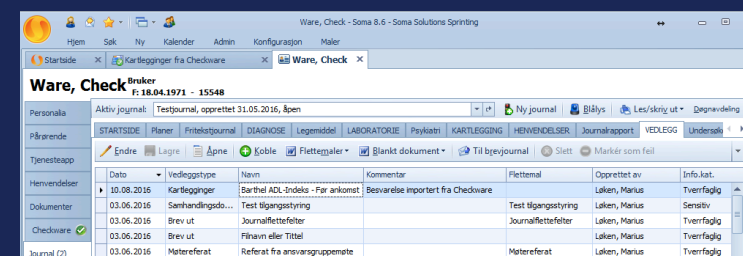 Ware, Check - Soma 8.6 - Soma Solutions Sprinting
Hjem Søk Ny Kalender Admin Konfigurasjon Maler
Startside Kartlegginger fra Checkware Ware, Check
Ware, Check Bruker
F: 18.04.1971 - 15548
Personalia
Pårørende
Tjenesteapp
Henvendelser
Dokumenter
Checkware
Journal (2)
Aktiv journal: Testjournal, opprettet 31.05.2016, åpen Ny journal Blålys Les/skriv ut Døgnavdeling
STARTSIDE Planer Fritekstjournal DIAGNOSE Legemiddel LABORATORIE Psykiatri KARTLEGGING HENVENDELSER Journalrapport VEDLEGG Undersøk
Endre Lagre Åpne Koble Flettemaler Blankt dokument Til brevjournal Slett Markér som feil
Dato Vedleggstype Navn Kommentar Flettemal Opprettet av Info.kat.
10.08.2016 Kartlegginger Barthel ADL-Indeks - Før ankomst Besvarelse importert fra Checkware Løken, Marius Tverrfaglig
03.06.2016 Samhandlingsdo... Test tilgangsstyring Test tilgangsstyring Løken, Marius Sensitiv
03.06.2016 Brev ut Journalflettefelter Journalflettefelter Løken, Marius Tverrfaglig
03.06.2016 Brev ut Filnavn eller Tittel Løken, Marius Tverrfaglig
03.06.2016 Møtereferat Referat fra ansvarsgruppemøte Møtereferat Løken, Marius Tverrfaglig